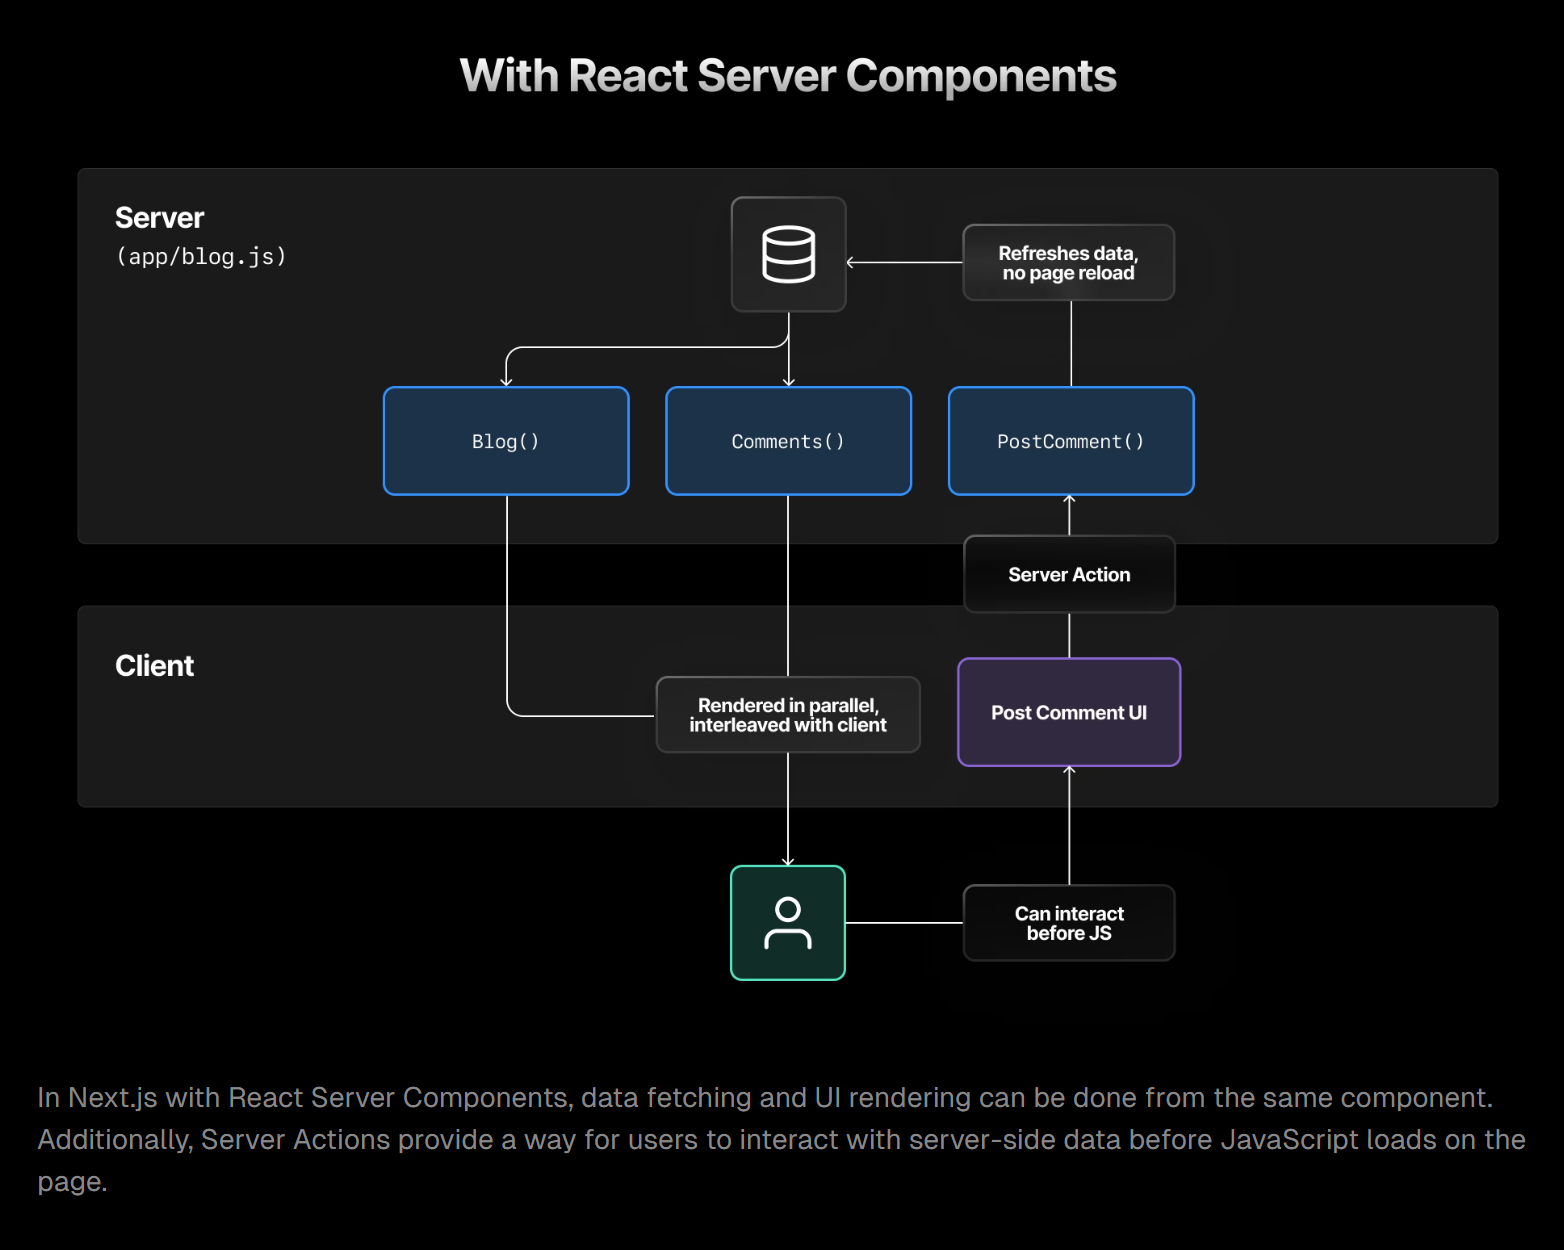 With React Server Components
Server
(app/blog.js)
Refreshes data,
no page reload
Blog()
Comments()
PostComment()
Server Action
Client
Rendered in parallel,
interleaved with client
Post Comment UI
Can interact
before JS
In Next.js with React Server Components, data fetching and UI rendering can be done from the same component.
Additionally, Server Actions provide a way for users to interact with server-side data before JavaScript loads on the
page.